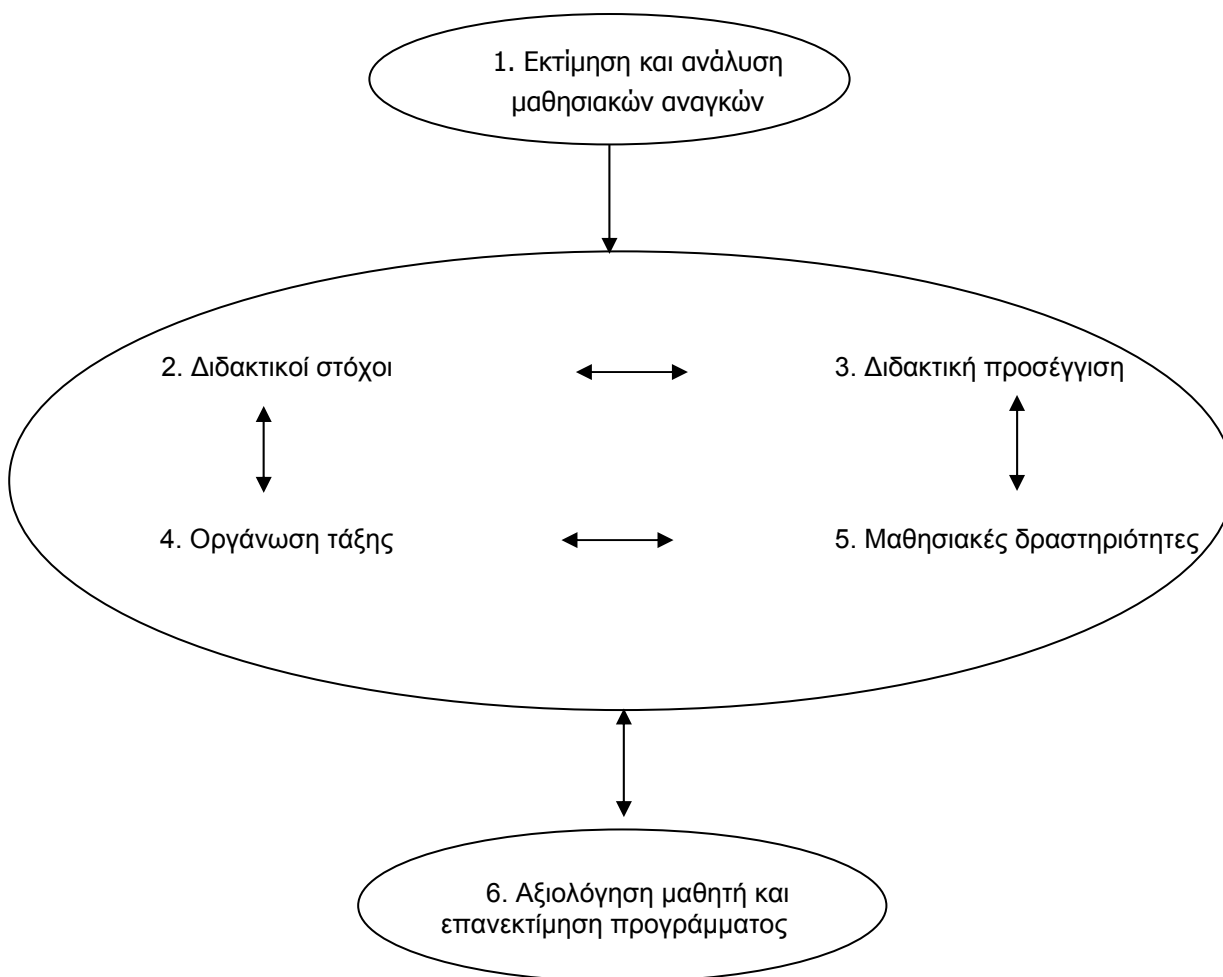 1. Εκτίμηση και ανάλυση
μαθησιακών αναγκών
2. Διδακτικοί στόχοι
3. Διδακτική προσέγγιση
4. Οργάνωση τάξης
5. Μαθησιακές δραστηριότητες
6. Αξιολόγηση μαθητή και
επανεκτίμηση προγράμματος